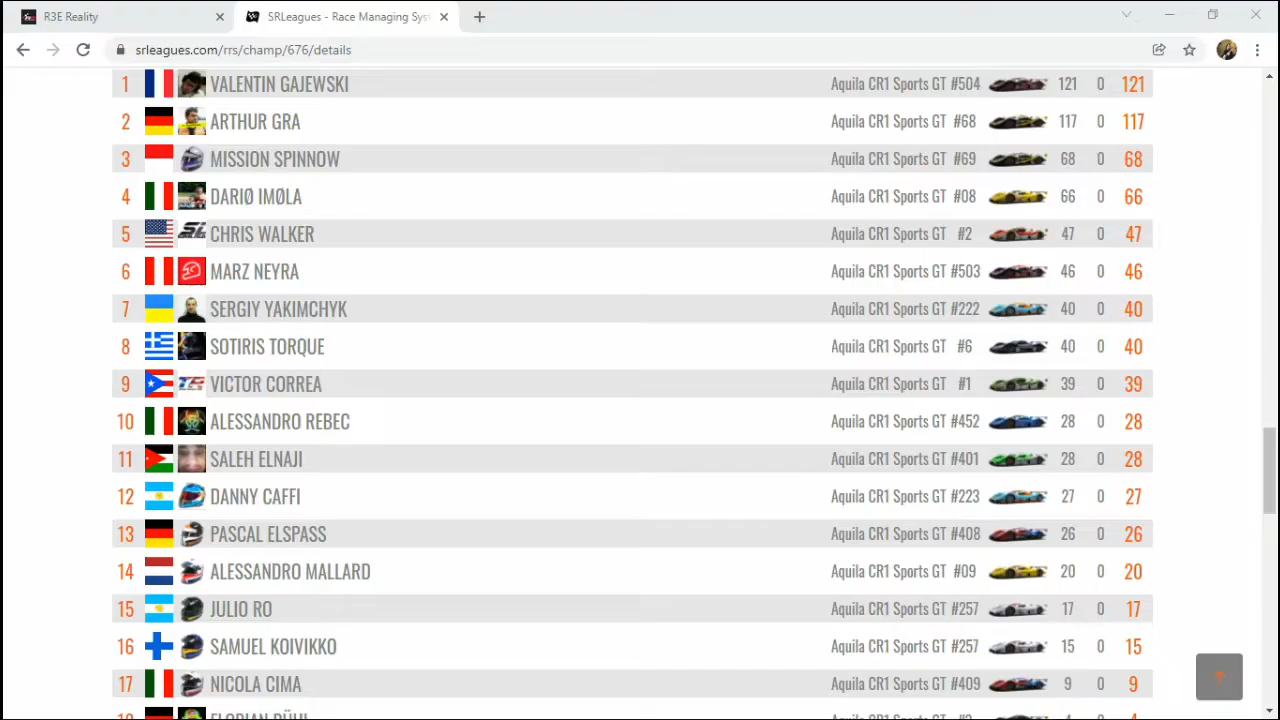 R3E Reality
SRLeagues - Race Managing Sys
srleagues.com/rrs/champ/676/details
1 VALENTIN GAJEWSKI Aquila CR1 Sports GT #504 121 0 121
2 ARTHUR GRA Aquila CR1 Sports GT #68 117 0 117
3 MISSION SPINNOW Aquila CR1 Sports GT #69 68 0 68
4 DARIØ IMØLA Aquila CR1 Sports GT #08 66 0 66
5 CHRIS WALKER Aquila CR1 Sports GT #2 47 0 47
6 MARZ NEYRA Aquila CR1 Sports GT #503 46 0 46
7 SERGIY YAKIMCHYK Aquila CR1 Sports GT #222 40 0 40
8 SOTIRIS TORQUE Aquila CR1 Sports GT #6 40 0 40
9 VICTOR CORREA Aquila CR1 Sports GT #1 39 0 39
10 ALESSANDRO REBEC Aquila CR1 Sports GT #452 28 0 28
11 SALEH ELNAJI Aquila CR1 Sports GT #401 28 0 28
12 DANNY CAFFI Aquila CR1 Sports GT #223 27 0 27
13 PASCAL ELSPASS Aquila CR1 Sports GT #408 26 0 26
14 ALESSANDRO MALLARD Aquila CR1 Sports GT #09 20 0 20
15 JULIO RO Aquila CR1 Sports GT #257 17 0 17
16 SAMUEL KOIVIKKO Aquila CR1 Sports GT #257 15 0 15
17 NICOLA CIMA Aquila CR1 Sports GT #409 9 0 9